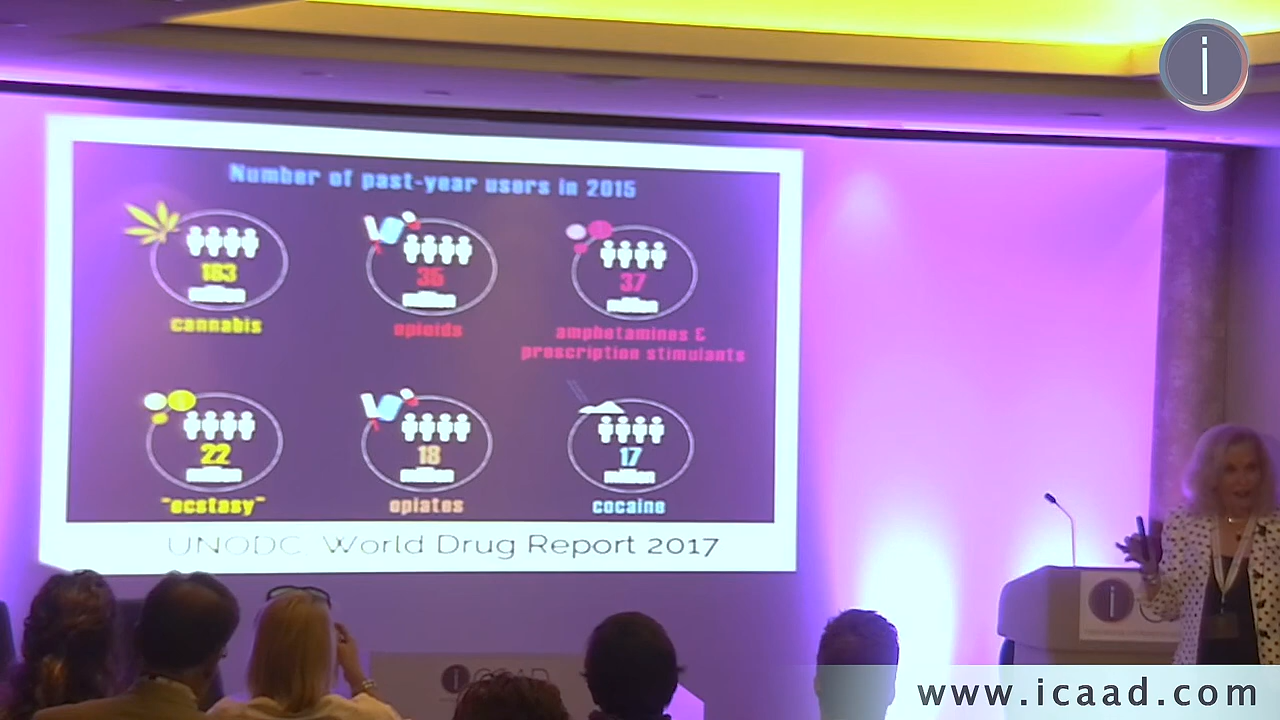 i
Number of past-year users in 2015
183
million
cannabis
35
million
opioids
37
million
amphetamines &
prescription stimulants
22
million
"ecstasy"
18
million
opiates
17
million
cocaine
UNODC World Drug Report 2017
i
i CAAD
www.icaad.com